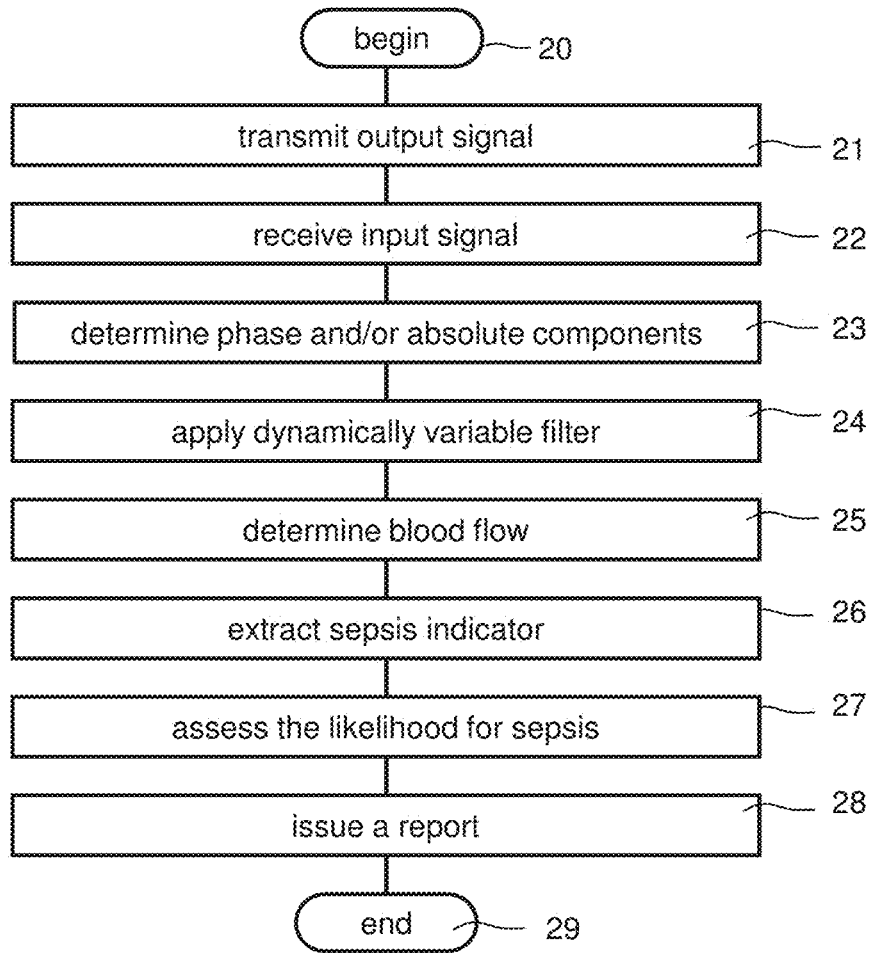 begin 20
transmit output signal 21
receive input signal 22
determine phase and/or absolute components 23
apply dynamically variable filter 24
determine blood flow 25
extract sepsis indicator 26
assess the likelihood for sepsis 27
issue a report 28
end 29